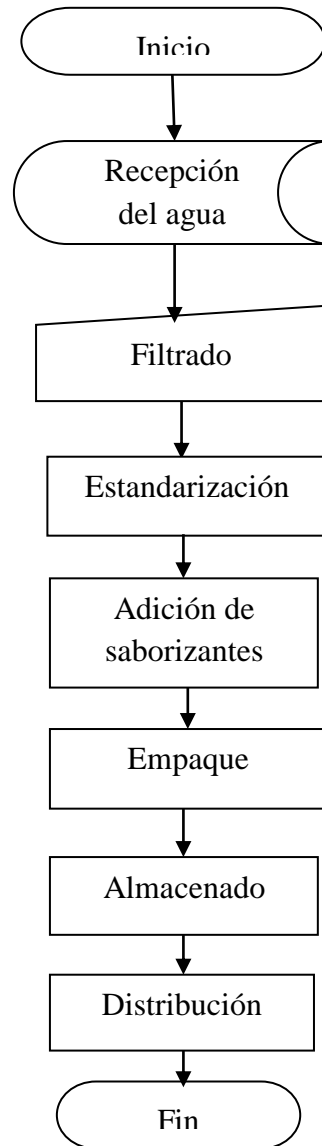 Inicio
Recepción
del agua
Filtrado
Estandarización
Adición de
saborizantes
Empaque
Almacenado
Distribución
Fin